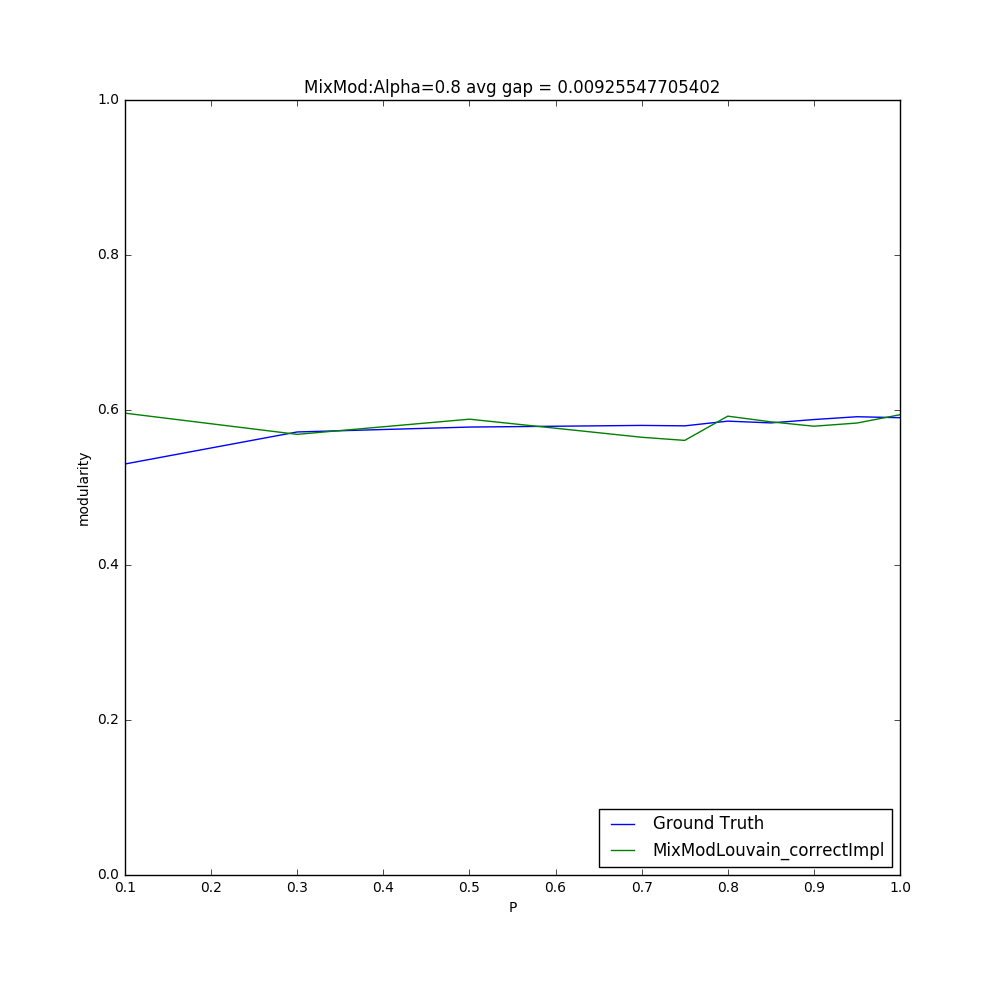 MixMod:Alpha=0.8 avg gap = 0.00925547705402
1.0
0.8
0.6
0.4
0.2
0.0
modularity
0.1 0.2 0.3 0.4 0.5 0.6 0.7 0.8 0.9 1.0
P
Ground Truth
MixModLouvain_correctImpl